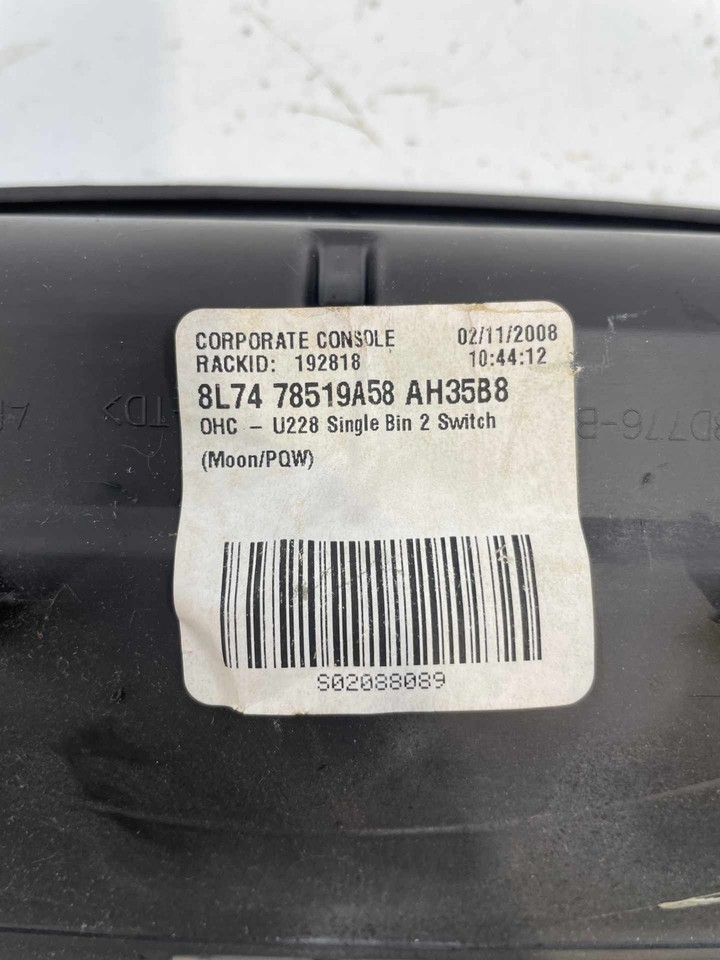 CORPORATE CONSOLE 02/11/2008
RACKID: 192818 10:44:12
8L74 78519A58 AH35B8
OHC - U228 Single Bin 2 Switch
(Moon/PQW)
S02088089